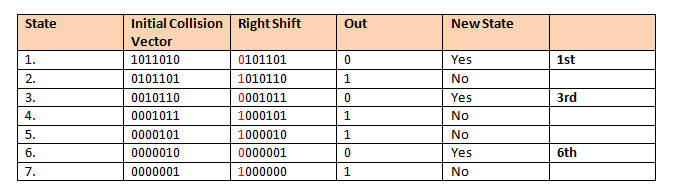 State Initial Collision Vector Right Shift Out New State
1. 1011010 0101101 0 Yes 1st
2. 0101101 1010110 1 No
3. 0010110 0001011 0 Yes 3rd
4. 0001011 1000101 1 No
5. 0000101 1000010 1 No
6. 0000010 0000001 0 Yes 6th
7. 0000001 1000000 1 No